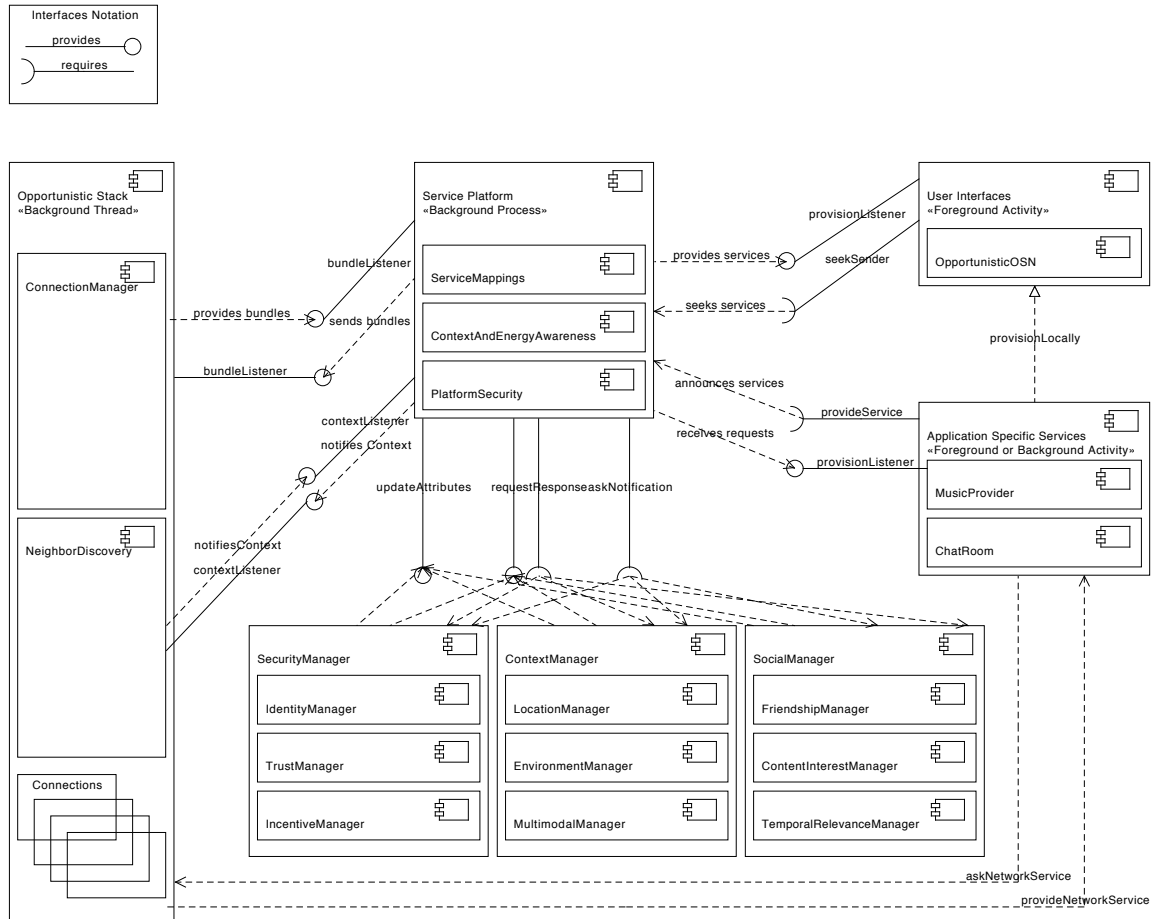 Interfaces Notation
provides
requires
Opportunistic Stack
«Background Thread»
ConnectionManager
NeighborDiscovery
Connections
provides bundles
bundleListener
bundleListener
sends bundles
contextListener
notifies Context
notifiesContext
contextListener
Service Platform
«Background Process»
ServiceMappings
ContextAndEnergyAwareness
PlatformSecurity
provides services
provisionListener
seekSender
seeks services
announces services
provideService
receives requests
provisionListener
User Interfaces
«Foreground Activity»
OpportunisticOSN
provisionLocally
Application Specific Services
«Foreground or Background Activity»
MusicProvider
ChatRoom
updateAttributes
requestResponse
askNotification
SecurityManager
IdentityManager
TrustManager
IncentiveManager
ContextManager
LocationManager
EnvironmentManager
MultimodalManager
SocialManager
FriendshipManager
ContentInterestManager
TemporalRelevanceManager
askNetworkService
provideNetworkService